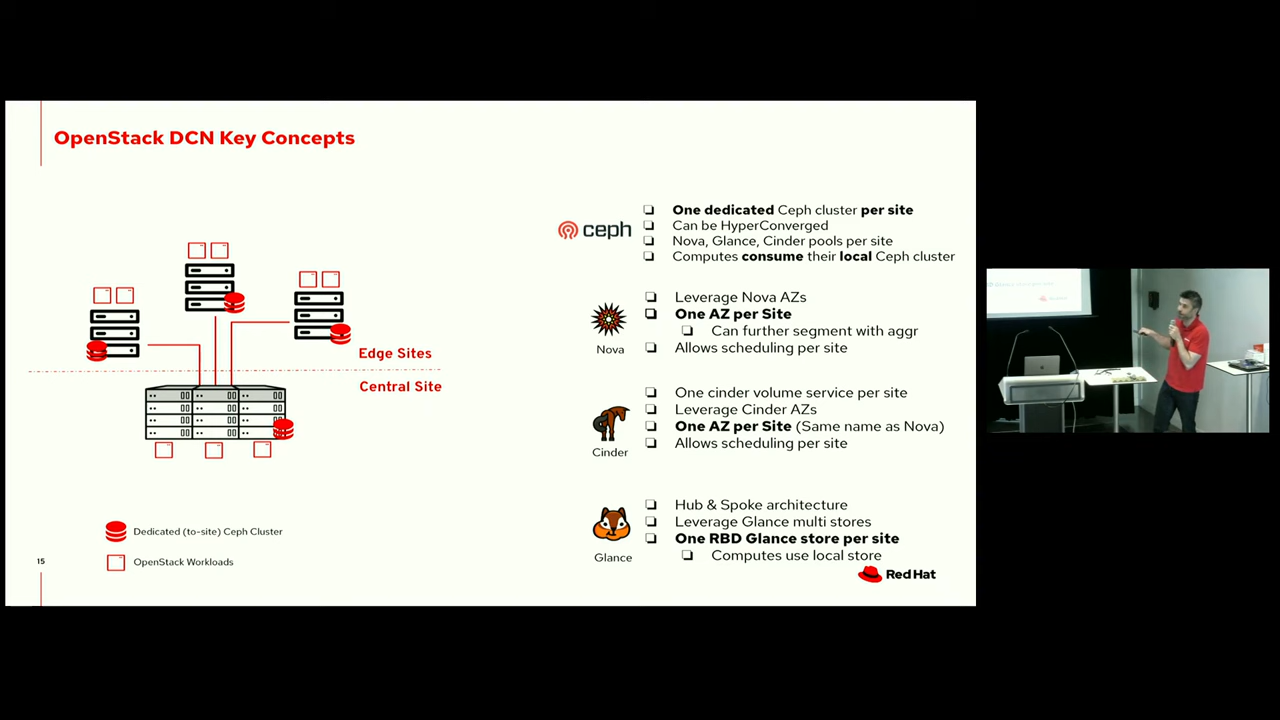 OpenStack DCN Key Concepts
Edge Sites
Central Site
Dedicated (to-site) Ceph Cluster
OpenStack Workloads
15
ceph
One dedicated Ceph cluster per site
Can be HyperConverged
Nova, Glance, Cinder pools per site
Computes consume their local Ceph cluster
Nova
Leverage Nova AZs
One AZ per Site
Can further segment with aggr
Allows scheduling per site
Cinder
One cinder volume service per site
Leverage Cinder AZs
One AZ per Site (Same name as Nova)
Allows scheduling per site
Glance
Hub & Spoke architecture
Leverage Glance multi stores
One RBD Glance store per site
Computes use local store
Red Hat